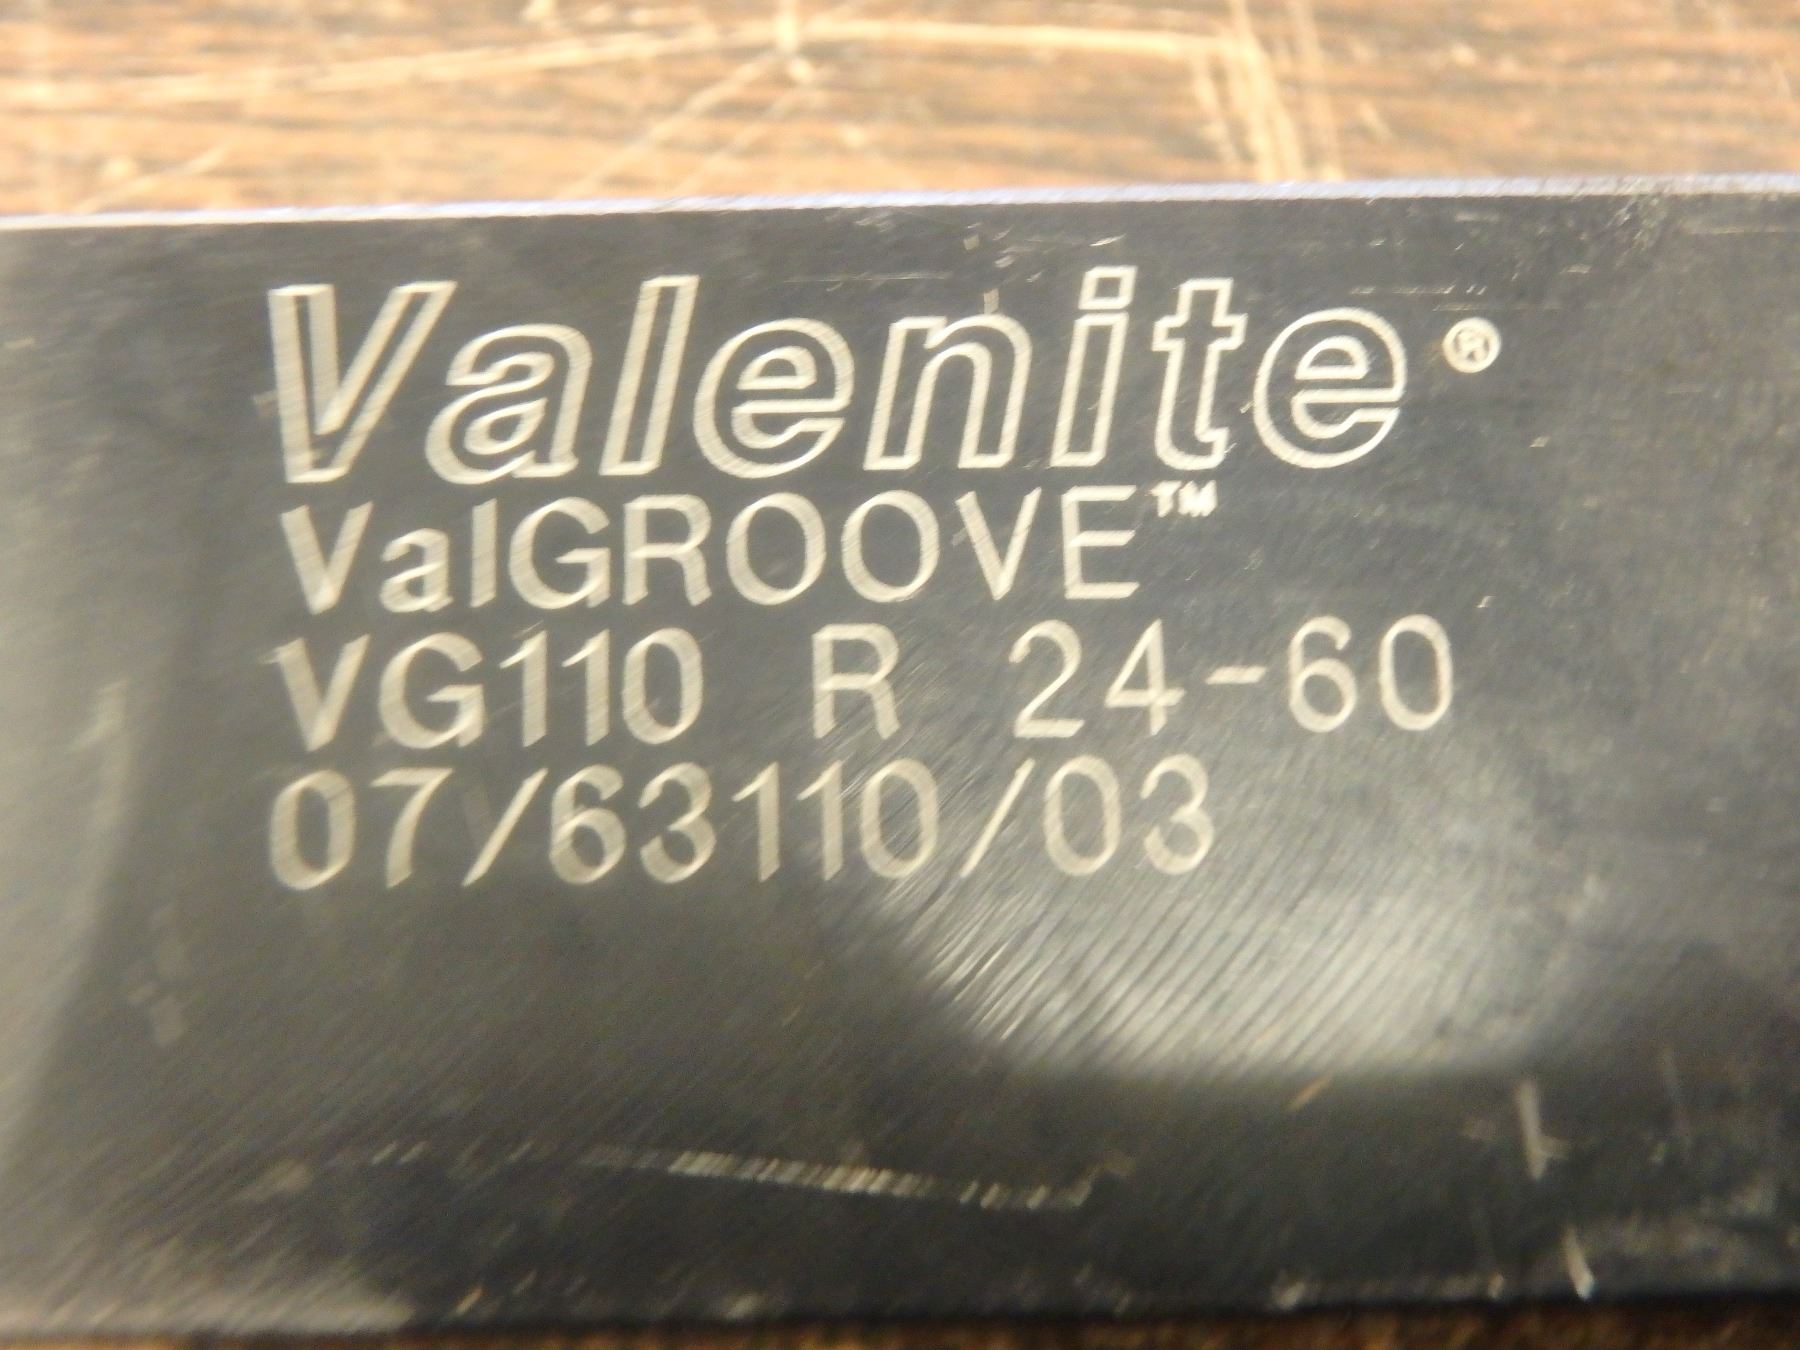 Valenite®
ValGROOVE™
VG110 R 24-60
07/63110/03